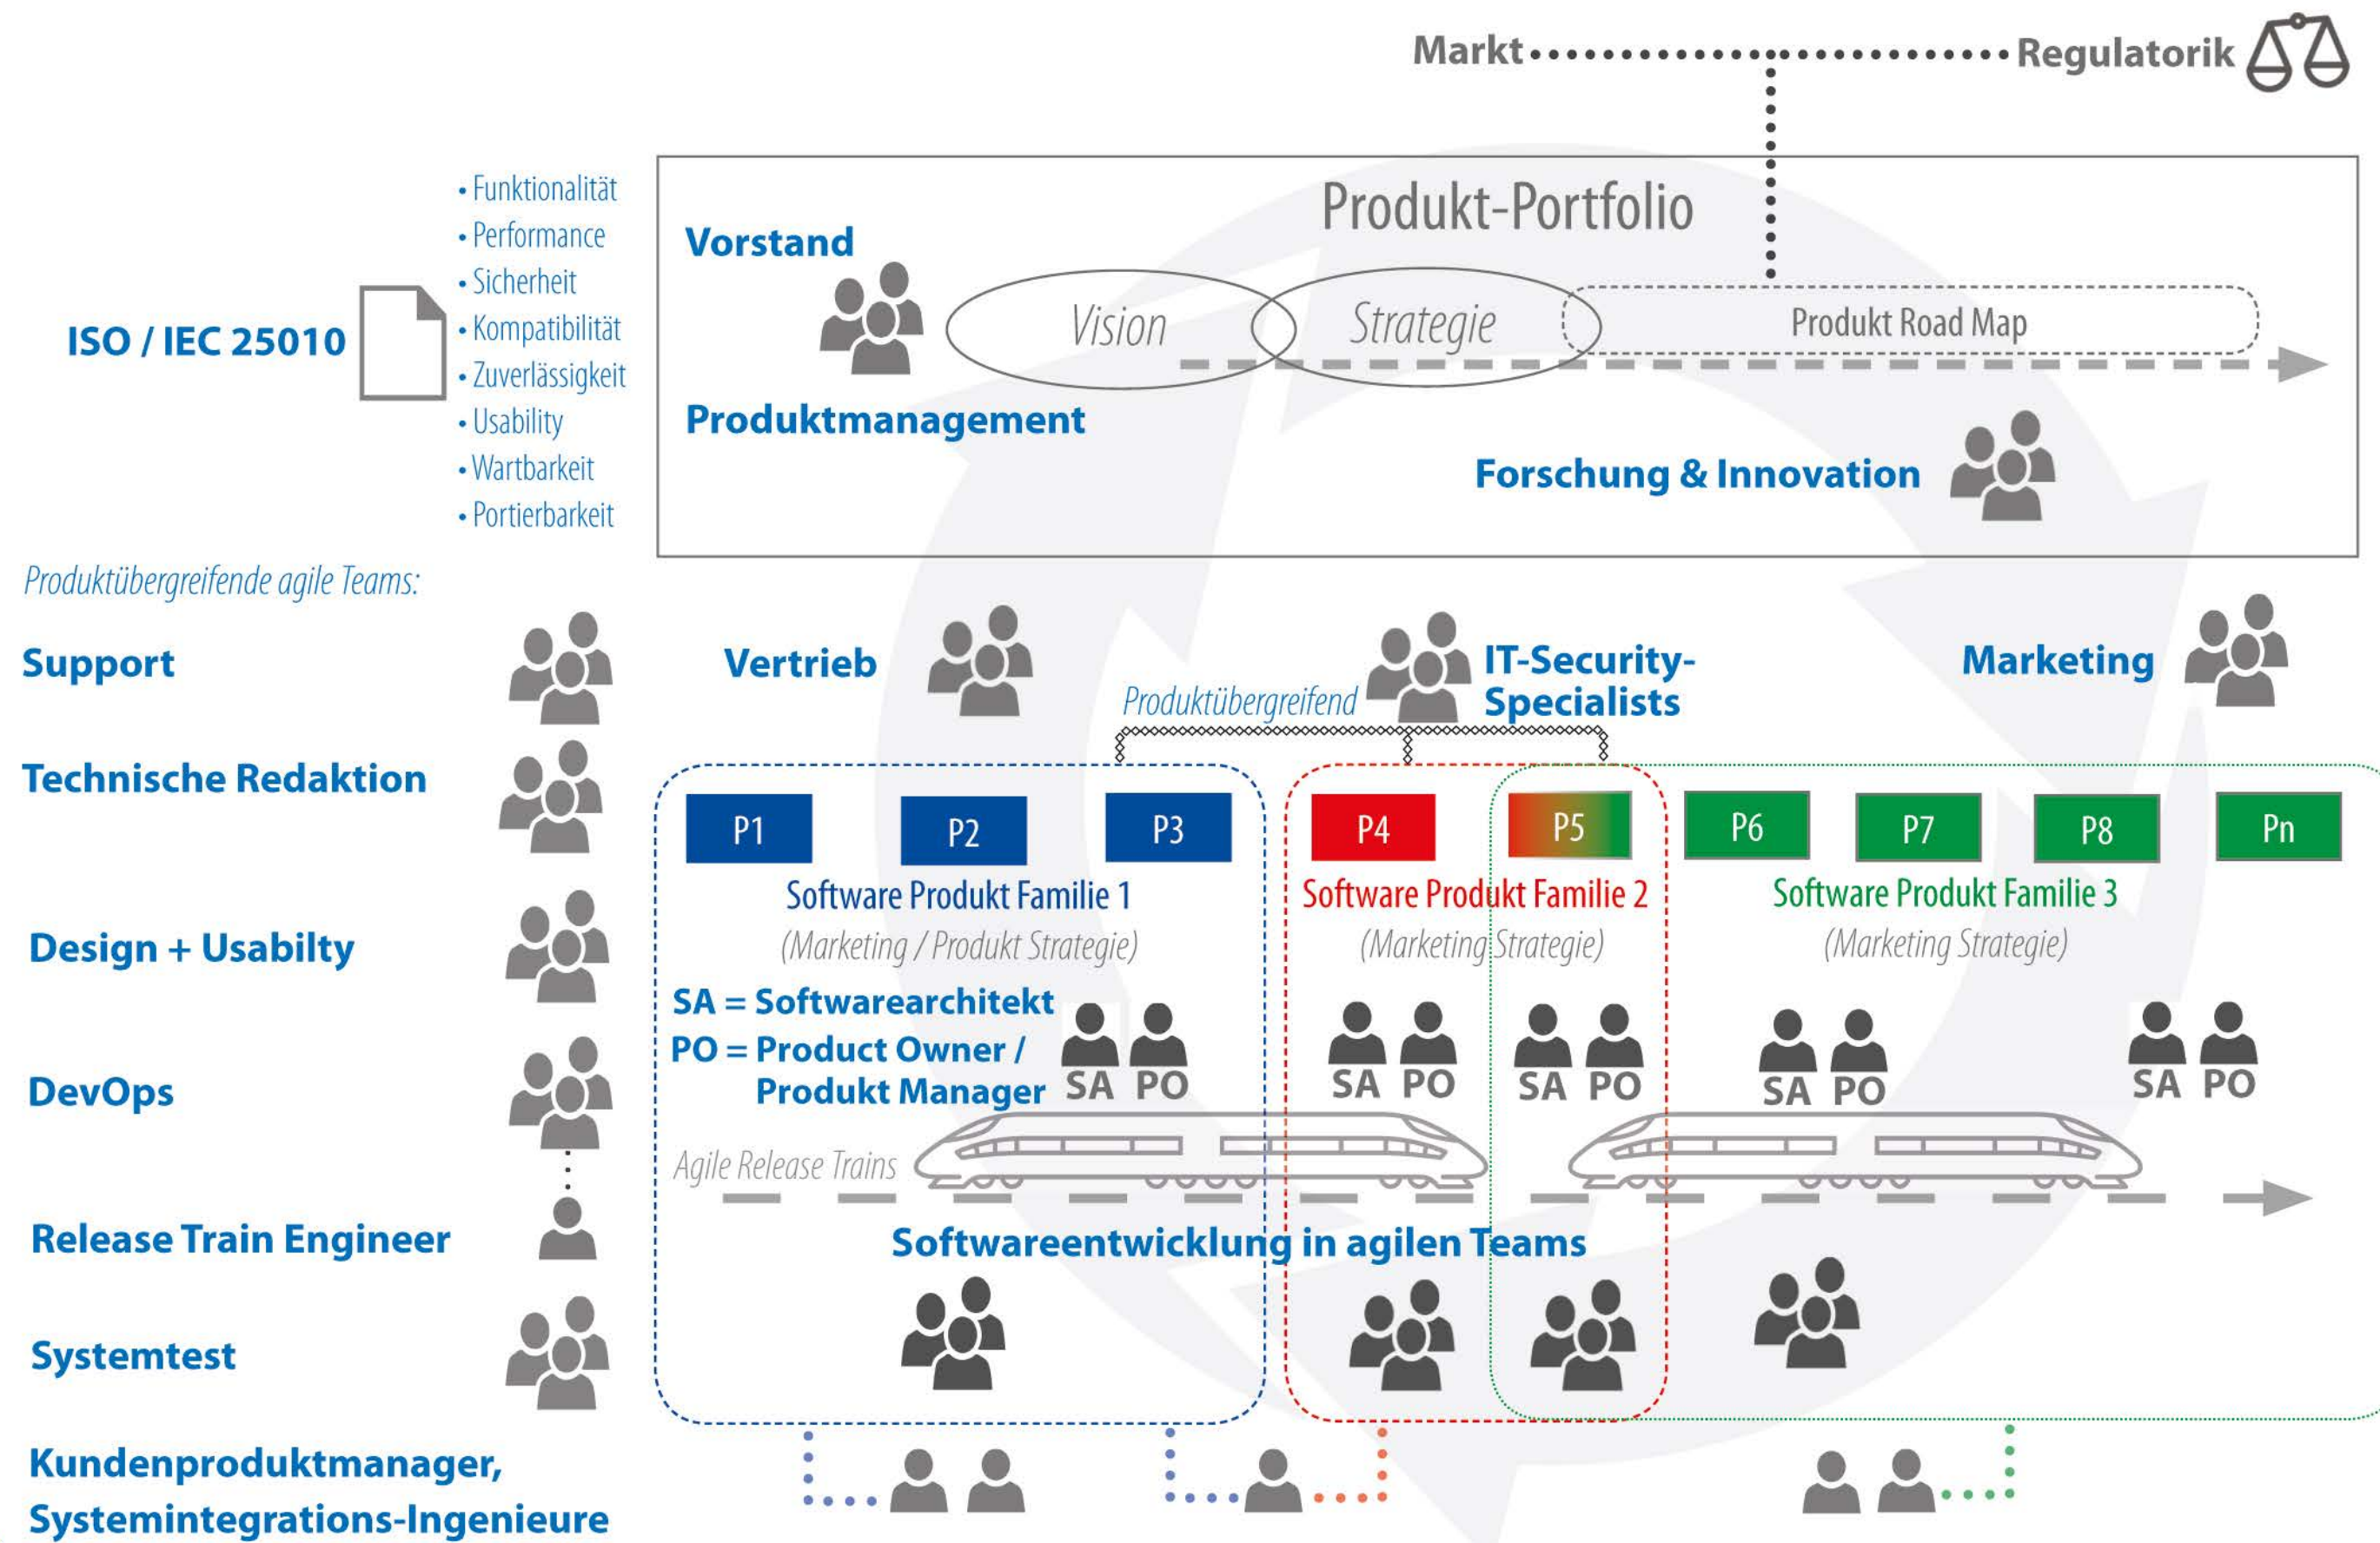 Markt
Regulatorik
• Funktionalität
• Performance
• Sicherheit
• Kompatibilität
• Zuverlässigkeit
• Usability
• Wartbarkeit
• Portierbarkeit
ISO / IEC 25010
Produkt-Portfolio
Vorstand
Vision
Strategie
Produkt Road Map
Produktmanagement
Forschung & Innovation
Produktübergreifende agile Teams:
Support
Technische Redaktion
Design + Usabilty
DevOps
Release Train Engineer
Systemtest
Kundenproduktmanager,
Systemintegrations-Ingenieure
Vertrieb
Produktübergreifend
IT-Security-
Specialists
Marketing
P1
P2
P3
P4
P5
P6
P7
P8
Pn
Software Produkt Familie 1
Software Produkt Familie 2
Software Produkt Familie 3
(Marketing / Produkt Strategie)
(Marketing Strategie)
(Marketing Strategie)
SA = Softwarearchitekt
PO = Product Owner /
Produkt Manager
SA PO
SA PO
SA PO
SA PO
SA PO
Agile Release Trains
Softwareentwicklung in agilen Teams